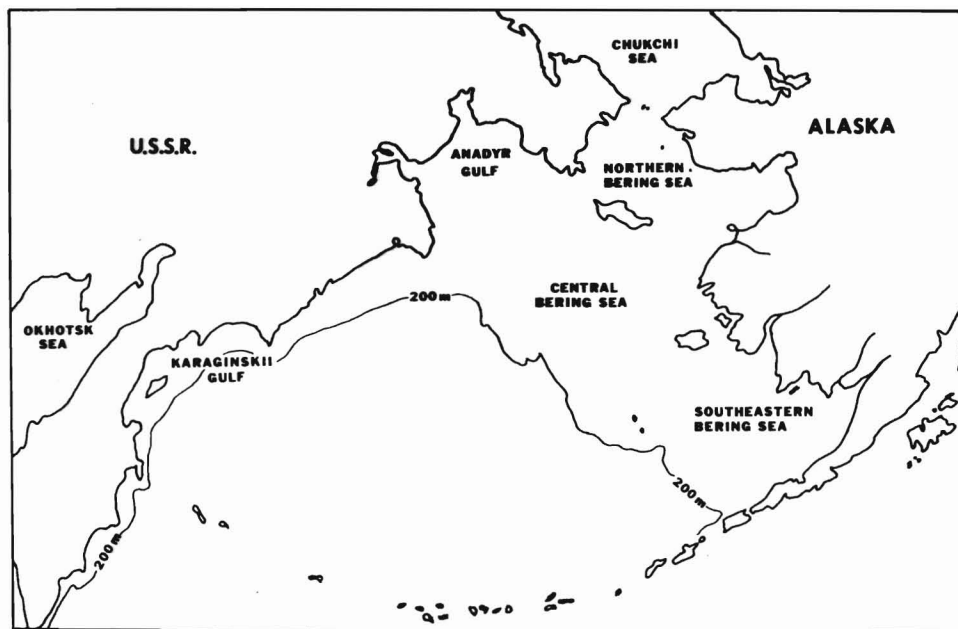 CHUKCHI
SEA
U.S.S.R.
ALASKA
ANADYR
GULF
NORTHERN
BERING SEA
CENTRAL
BERING SEA
200m
OKHOTSK
SEA
KARAGINSKII
GULF
SOUTHEASTERN
BERING SEA
200m
200m